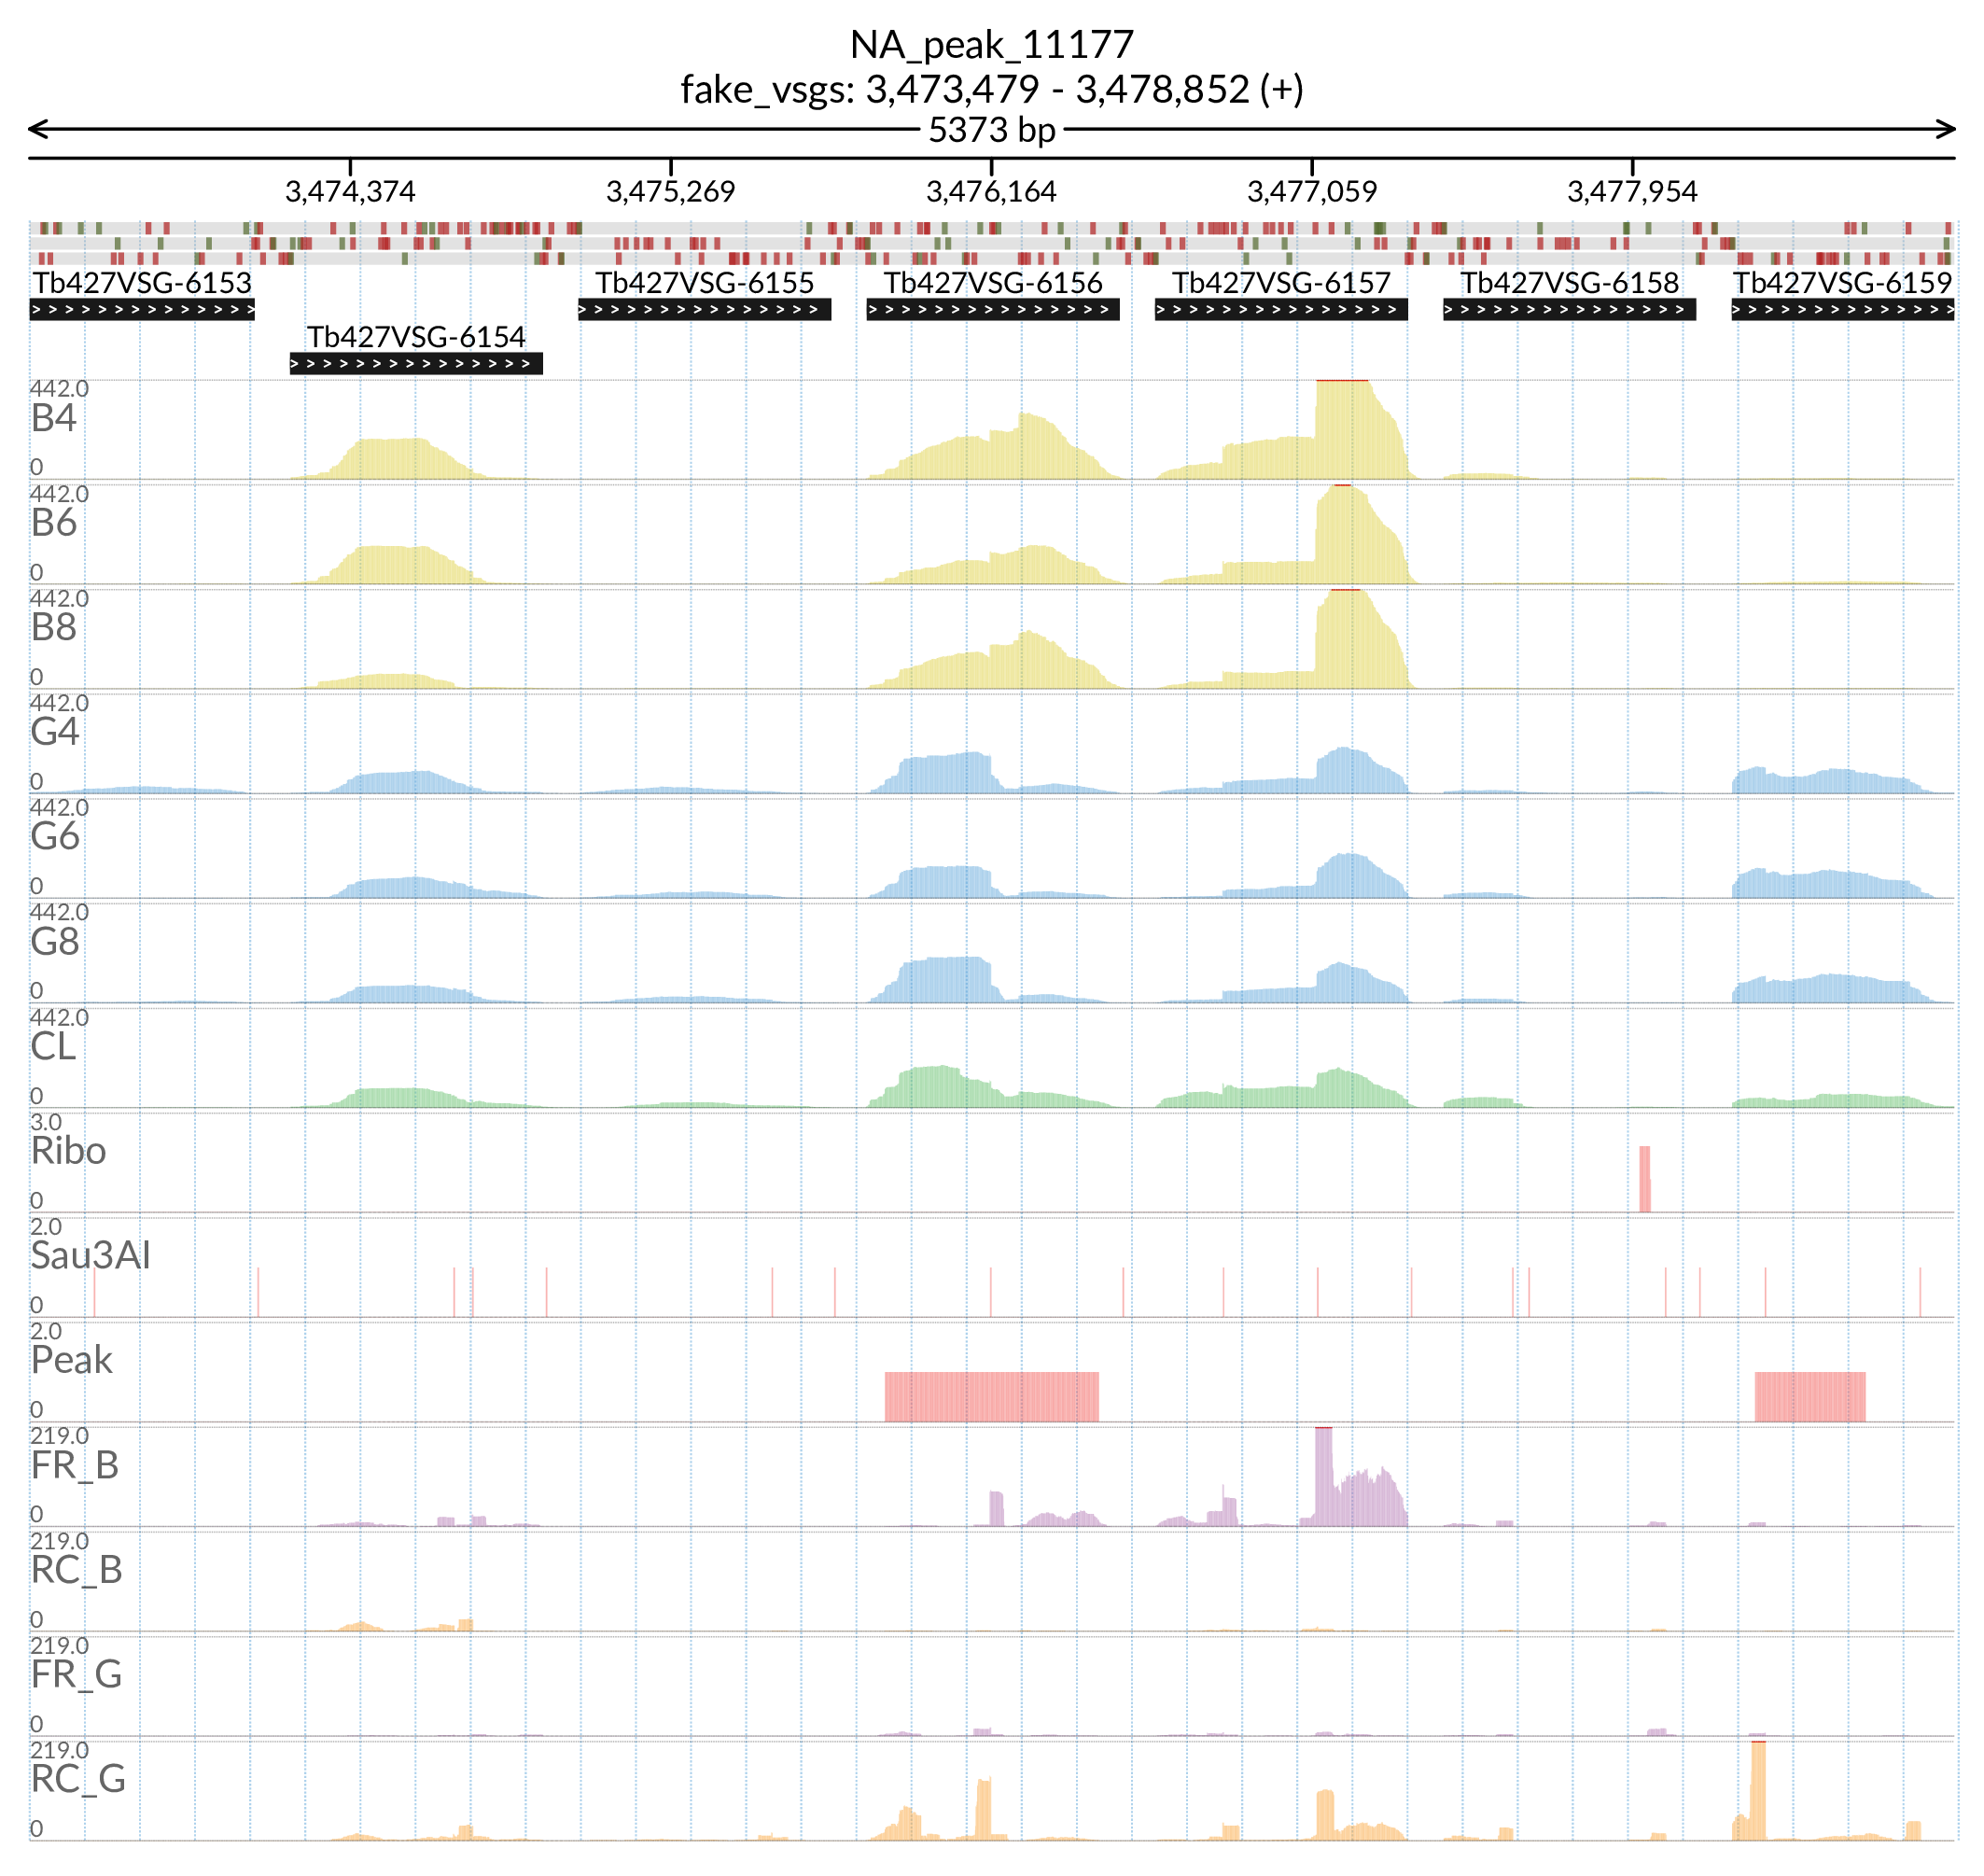 NA_peak_11177
fake_vsgs: 3,473,479 - 3,478,852 (+)
5373 bp
3,474,374 3,475,269 3,476,164 3,477,059 3,477,954
Tb427VSG-6153 Tb427VSG-6155 Tb427VSG-6156 Tb427VSG-6157 Tb427VSG-6158 Tb427VSG-6159
Tb427VSG-6154
442.0
B4
0
442.0
B6
0
442.0
B8
0
442.0
G4
0
442.0
G6
0
442.0
G8
0
442.0
CL
0
3.0
Ribo
0
2.0
Sau3AI
0
2.0
Peak
0
219.0
FR_B
0
219.0
RC_B
0
219.0
FR_G
0
219.0
RC_G
0